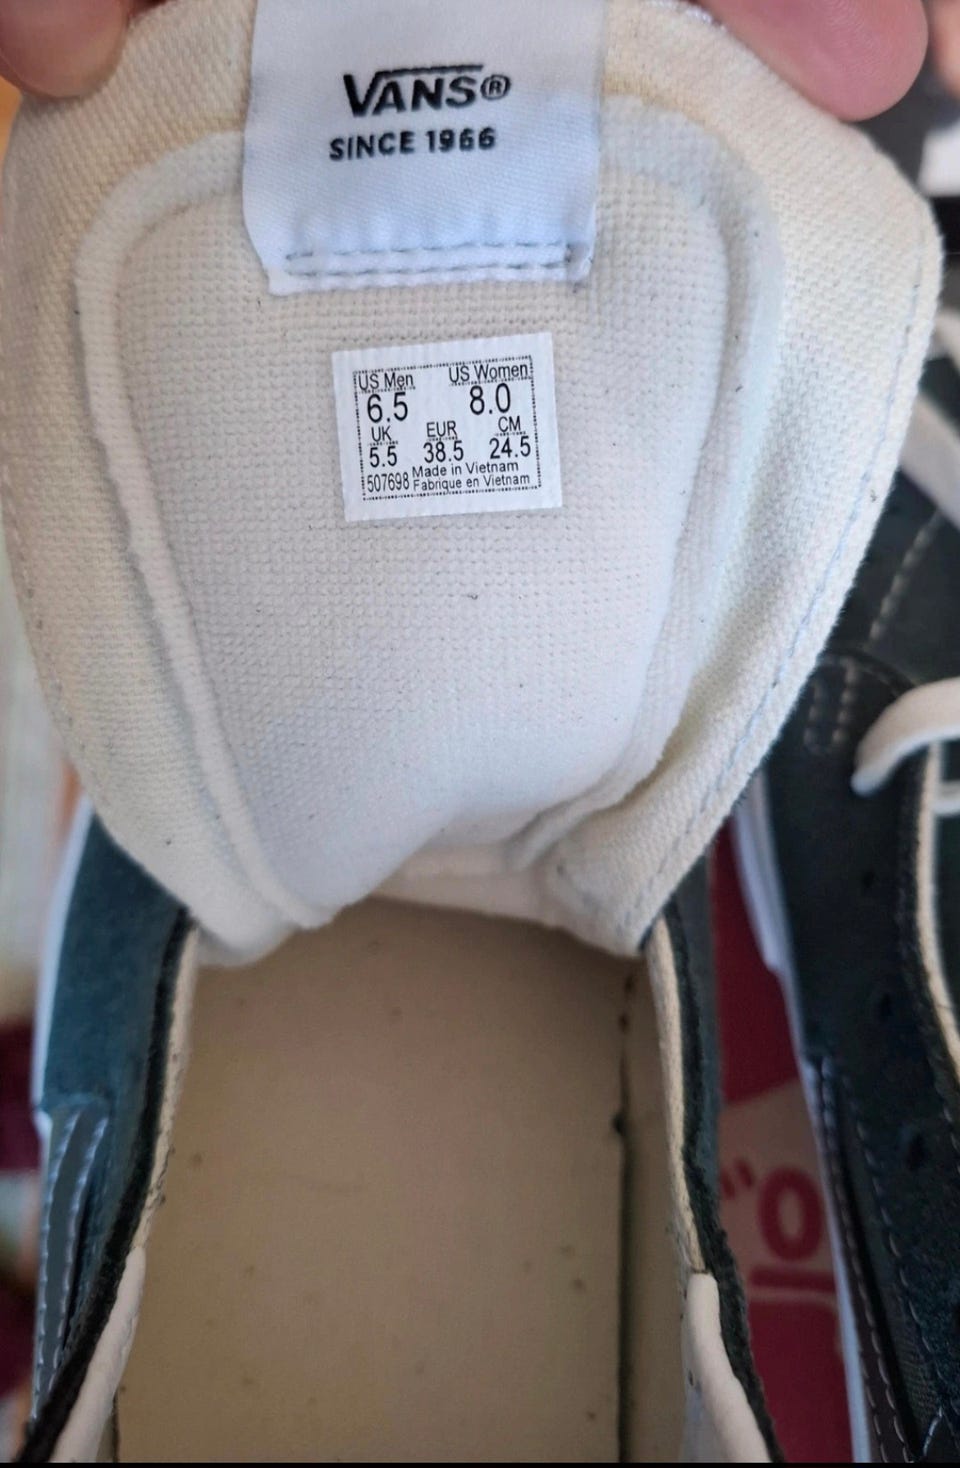 VANS®
SINCE 1966
US Men US Women
6.5 8.0
UK EUR CM
5.5 38.5 24.5
507698 Made in Vietnam
Fabrique en Vietnam